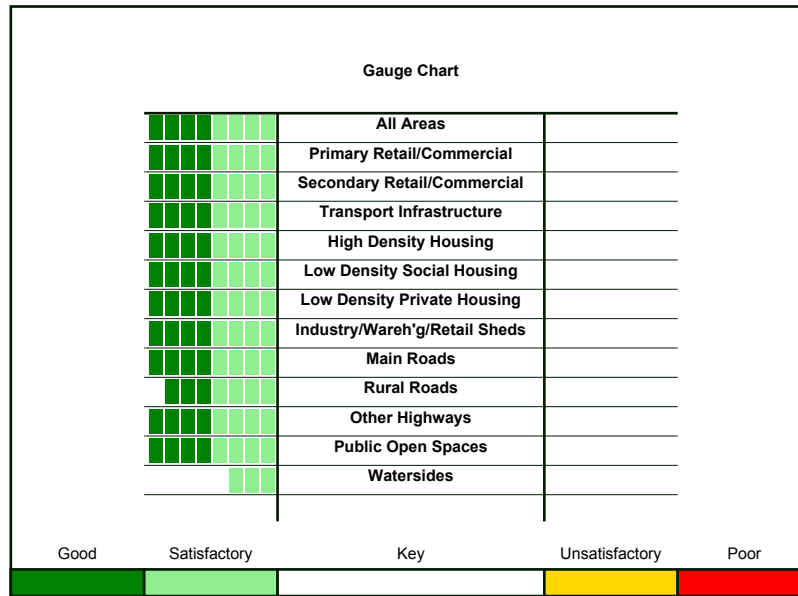 Gauge Chart
All Areas
Primary Retail/Commercial
Secondary Retail/Commercial
Transport Infrastructure
High Density Housing
Low Density Social Housing
Low Density Private Housing
Industry/Wareh'g/Retail Sheds
Main Roads
Rural Roads
Other Highways
Public Open Spaces
Watersides
Good Satisfactory Key Unsatisfactory Poor